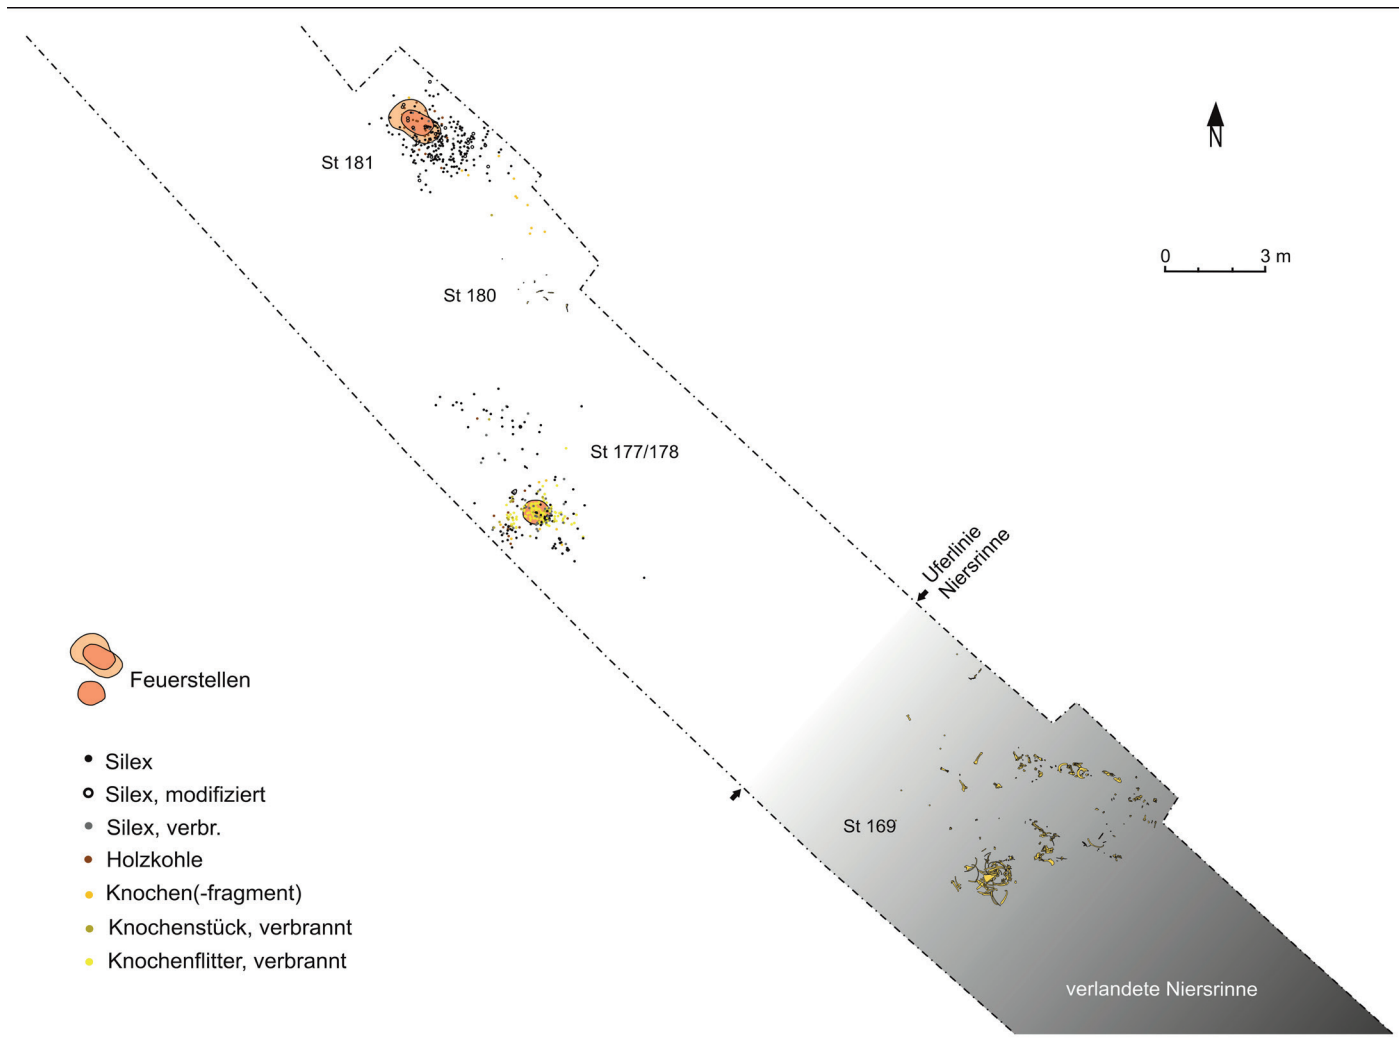 N
0 3 m
St 181
St 180
St 177/178
Uferlinie
Niersrinne
St 169
verlandete Niersrinne
Feuerstellen
Silex
Silex, modifiziert
Silex, verbr.
Holzkohle
Knochen(-fragment)
Knochenstück, verbrannt
Knochenflitter, verbrannt